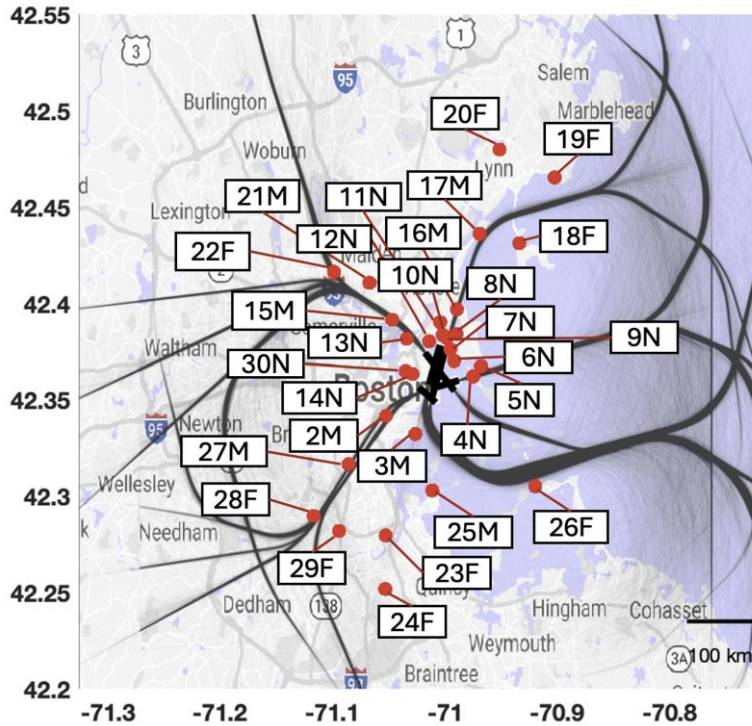 42.55
3
1
95
Salem
42.5
Burlington
20F
Marblehead
19F
Woburn
Lynn
21M
11N
17M
42.45
Lexington
12N
16M
18F
22F
Malden
10N
8N
42.4
15M
7N
9N
13N
Waltham
30N
6N
Boston
42.35
14N
5N
95
Newton
2M
4N
27M
3M
42.3
Wellesley
28F
25M
26F
Needham
29F
23F
Quincy
42.25
Dedham
138
24F
Hingham
Cohasset
Weymouth
3A
100 km
Braintree
42.2
-71.3
-71.2
-71.1
-71
-70.9
-70.8